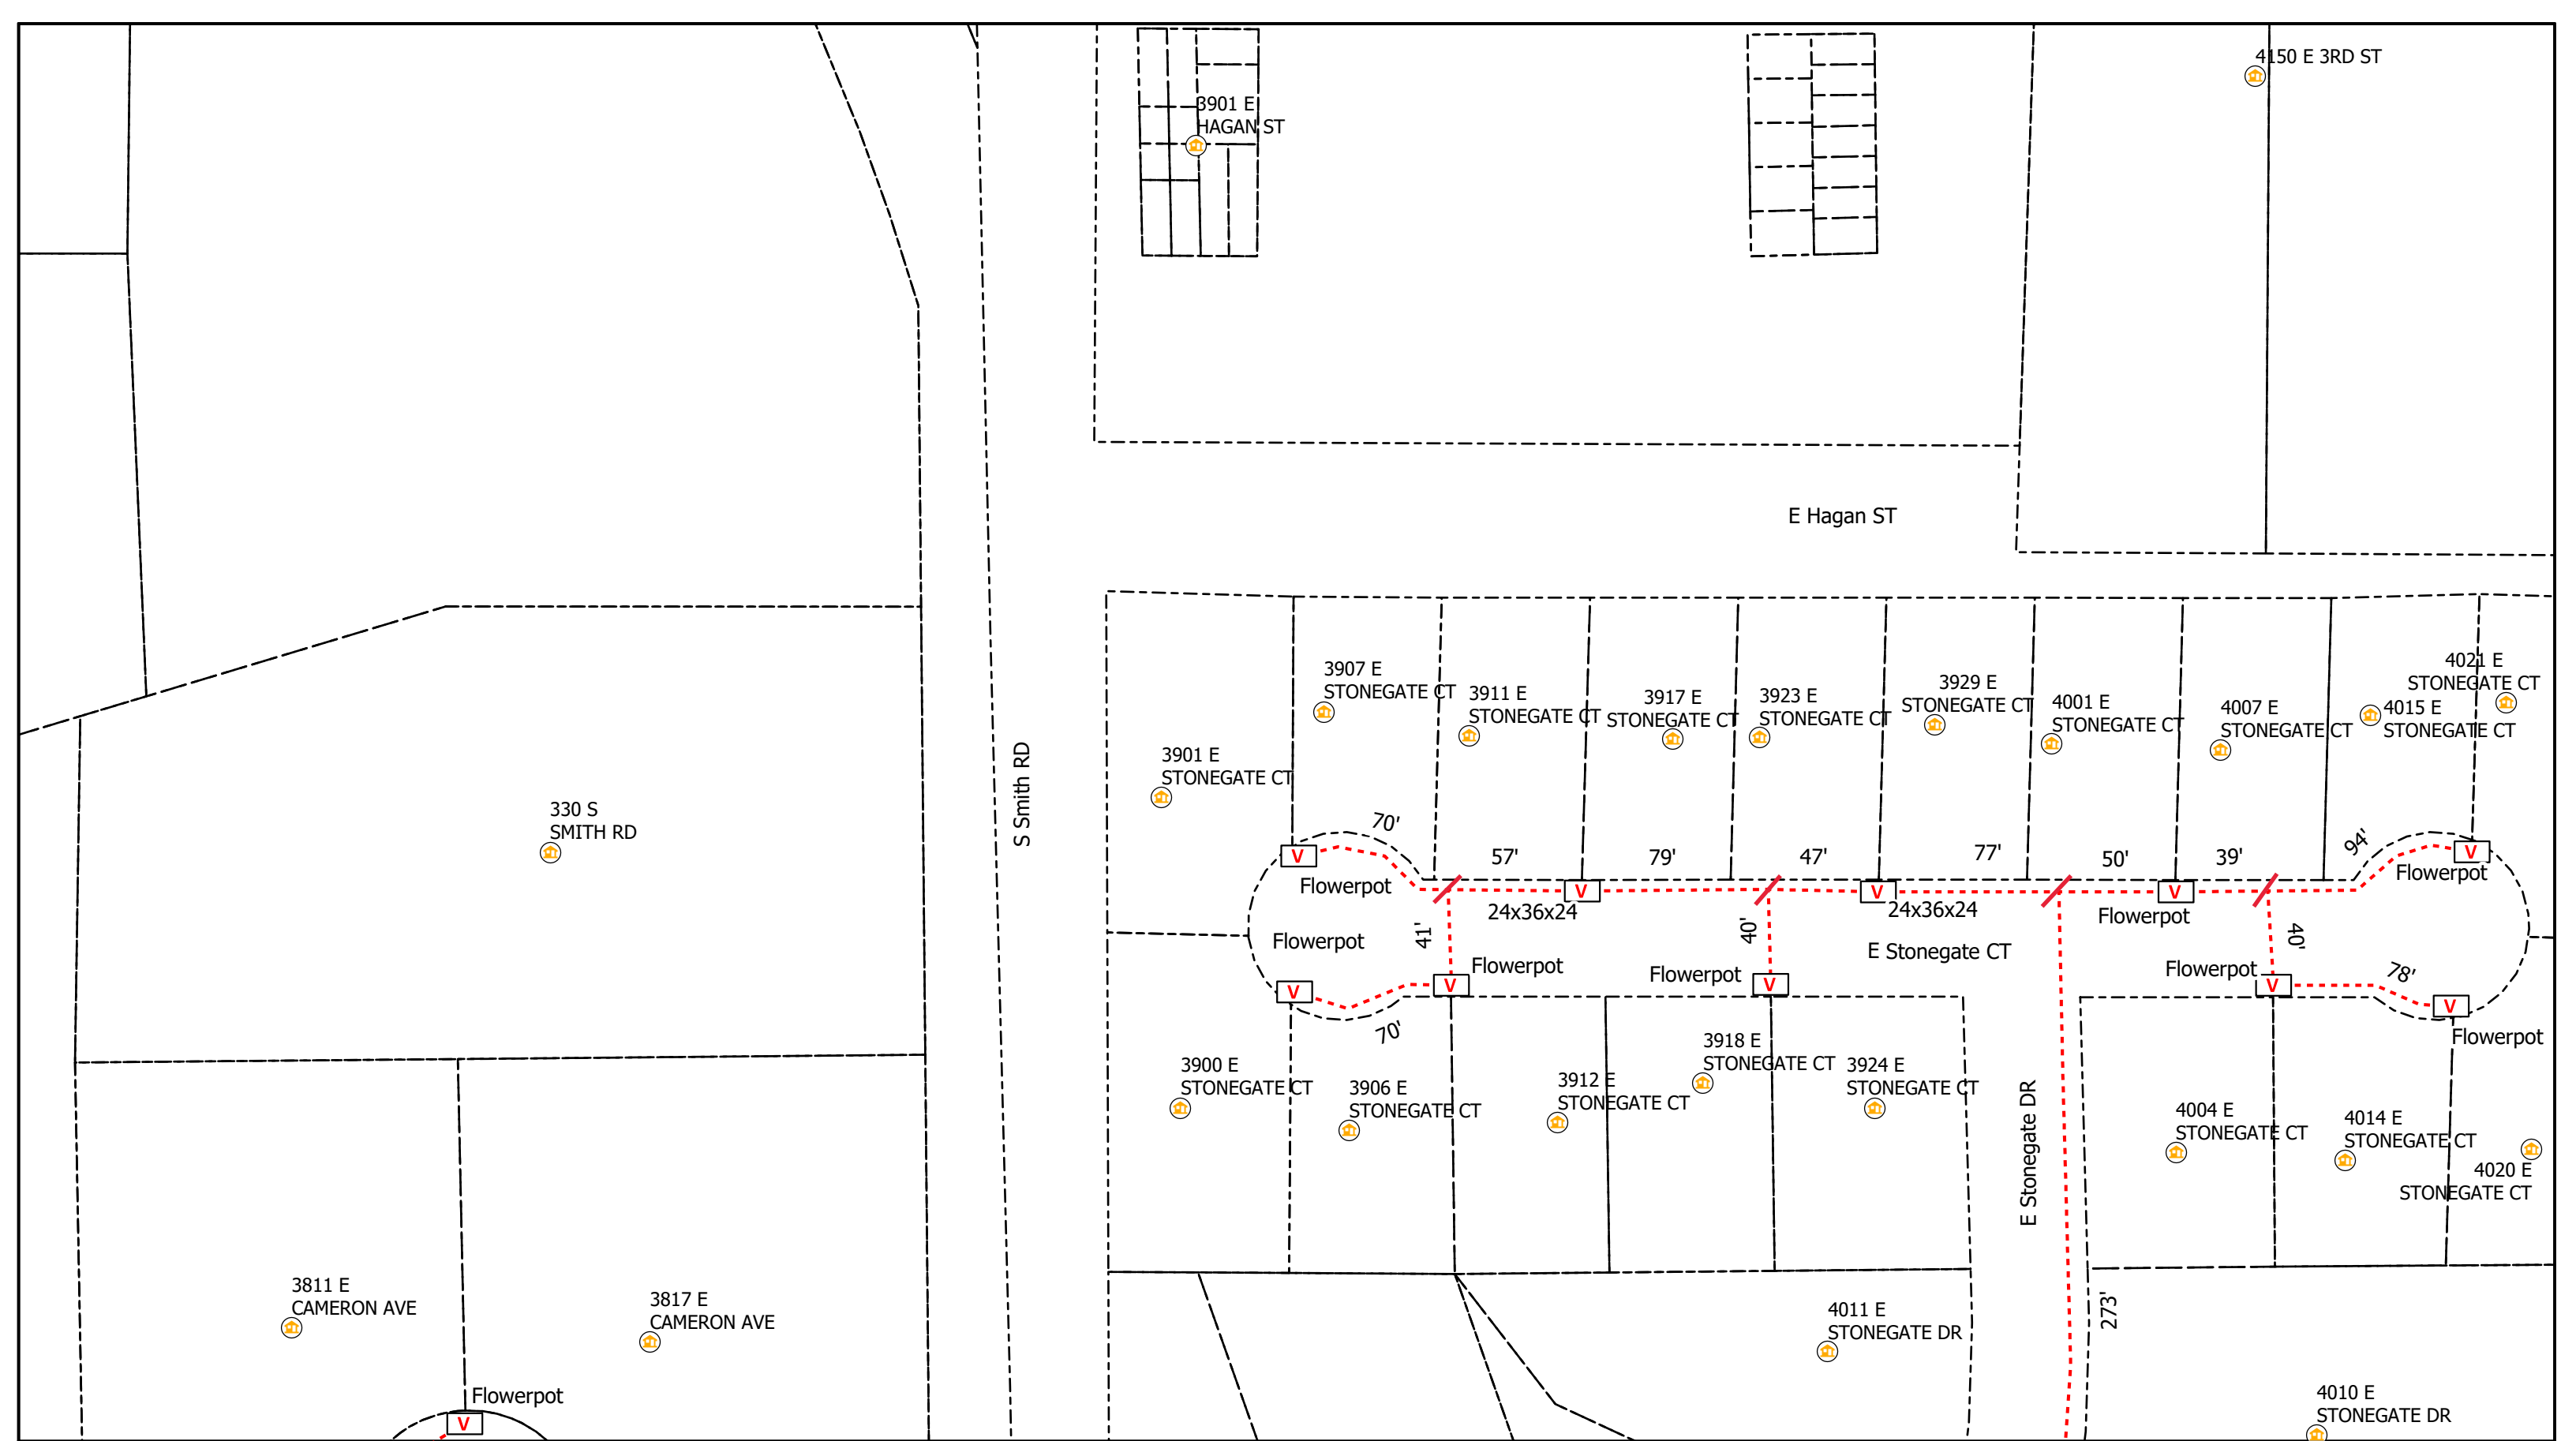 4150 E 3RD ST
3901 E
HAGAN ST
E Hagan ST
3907 E
STONEGATE CT
3911 E
STONEGATE CT
3917 E
STONEGATE CT
3923 E
STONEGATE CT
3929 E
STONEGATE CT
4001 E
STONEGATE CT
4007 E
STONEGATE CT
4015 E
STONEGATE CT
4021 E
STONEGATE CT
3901 E
STONEGATE CT
330 S
SMITH RD
S Smith RD
70'
57'
79'
47'
77'
50'
39'
94'
V
V
V
V
V
Flowerpot
24x36x24
24x36x24
Flowerpot
Flowerpot
41'
40'
40'
Flowerpot
E Stonegate CT
Flowerpot
Flowerpot
Flowerpot
78'
V
V
V
V
V
70'
Flowerpot
3900 E
STONEGATE CT
3906 E
STONEGATE CT
3912 E
STONEGATE CT
3918 E
STONEGATE CT
3924 E
STONEGATE CT
E Stonegate DR
4004 E
STONEGATE CT
4014 E
STONEGATE CT
4020 E
STONEGATE CT
3811 E
CAMERON AVE
3817 E
CAMERON AVE
4011 E
STONEGATE DR
273'
4010 E
STONEGATE DR
Flowerpot
V